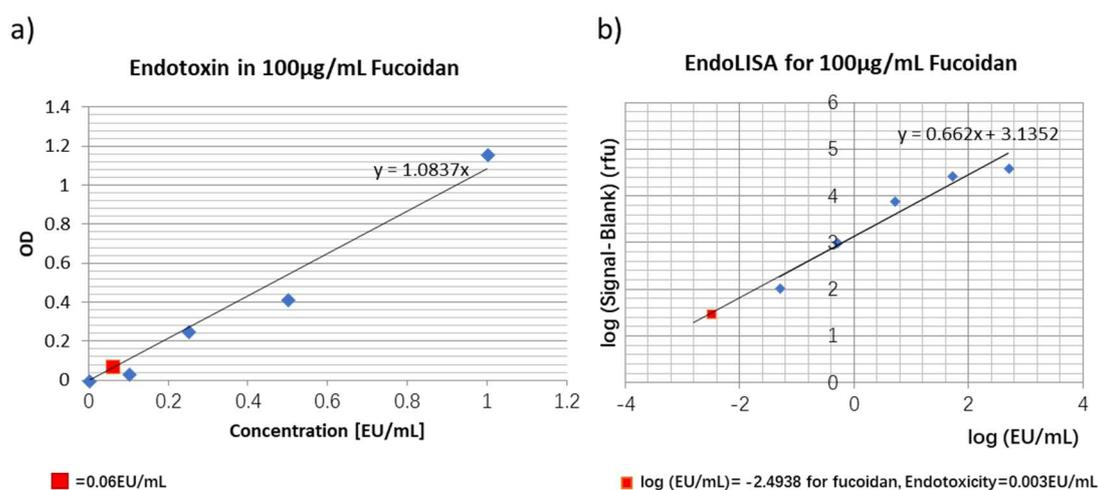 a)
Endotoxin in 100µg/mL Fucoidan
1.4
1.2
1
0.8
0.6
0.4
0.2
0
OD
y = 1.0837x
0 0.2 0.4 0.6 0.8 1 1.2
Concentration [EU/mL]
=0.06EU/mL
b)
EndoLISA for 100µg/mL Fucoidan
6
5
4
3
2
1
0
log (Signal-Blank) (rfu)
y = 0.662x + 3.1352
-4 -2 0 2 4
log (EU/mL)
log (EU/mL)= -2.4938 for fucoidan, Endotoxicity=0.003EU/mL